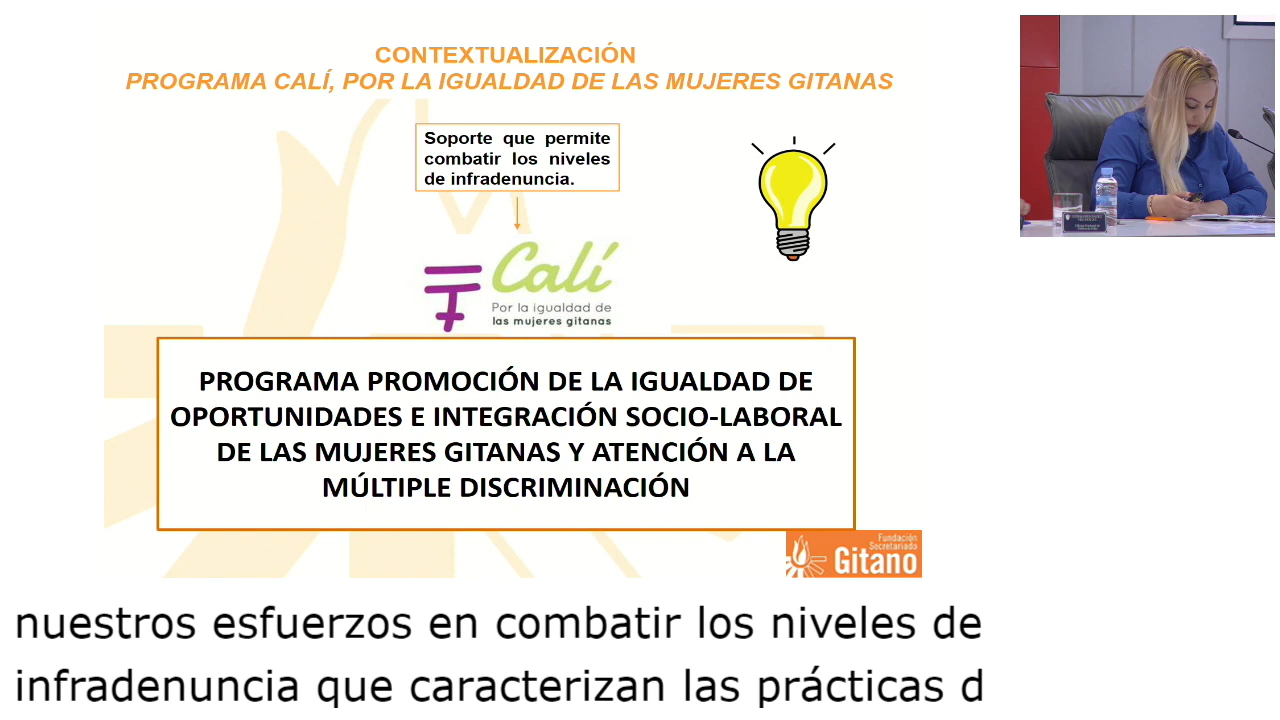 CONTEXTUALIZACIÓN
PROGRAMA CALÍ, POR LA IGUALDAD DE LAS MUJERES GITANAS
Soporte que permite
combatir los niveles
de infradenuncia.
Calí
Por la igualdad de
las mujeres gitanas
PROGRAMA PROMOCIÓN DE LA IGUALDAD DE
OPORTUNIDADES E INTEGRACIÓN SOCIO-LABORAL
DE LAS MUJERES GITANAS Y ATENCIÓN A LA
MÚLTIPLE DISCRIMINACIÓN
Fundación
Secretariado
Gitano
nuestros esfuerzos en combatir los niveles de
infradenuncia que caracterizan las prácticas d